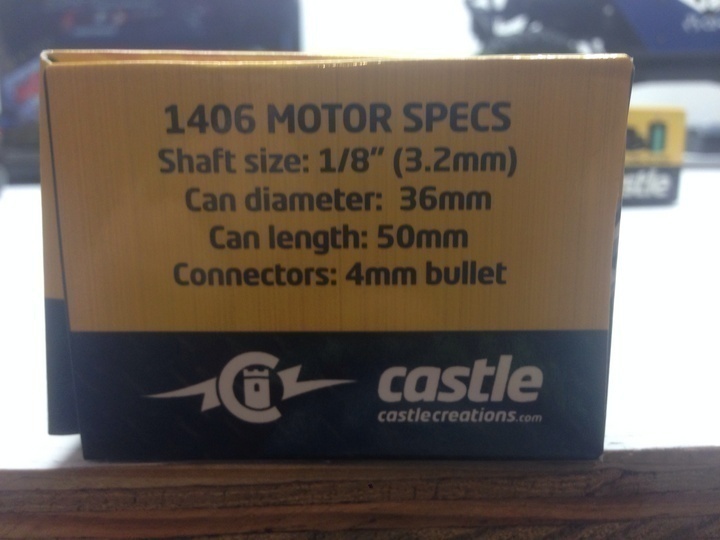 1406 MOTOR SPECS
Shaft size: 1/8" (3.2mm)
Can diameter: 36mm
Can length: 50mm
Connectors: 4mm bullet
castle
castlecreations.com